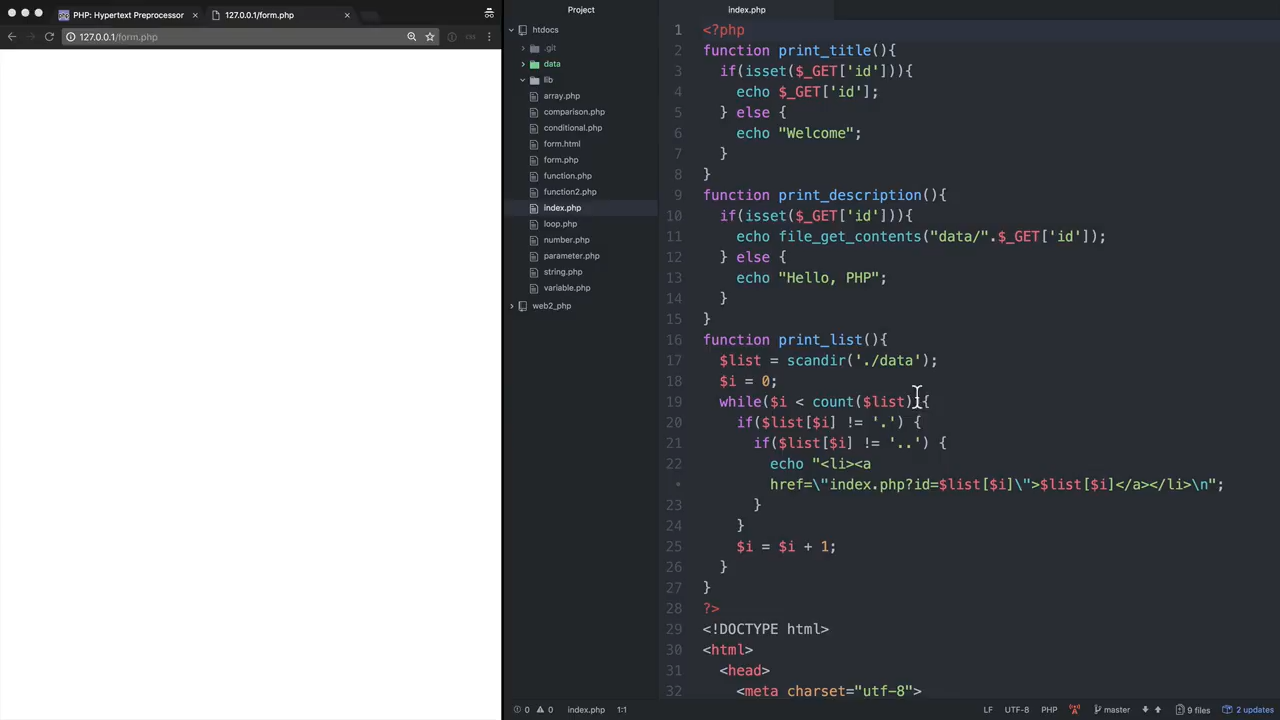 PHP: Hypertext Preprocessor
127.0.0.1/form.php
127.0.0.1/form.php
css
Project
htdocs
.git
data
lib
array.php
comparison.php
conditional.php
form.html
form.php
function.php
function2.php
index.php
loop.php
number.php
parameter.php
string.php
variable.php
web2_php
index.php
1 <?php
2 function print_title(){
3 if(isset($_GET['id'])){
4 echo $_GET['id'];
5 } else {
6 echo "Welcome";
7 }
8 }
9 function print_description(){
10 if(isset($_GET['id'])){
11 echo file_get_contents("data/".$_GET['id']);
12 } else {
13 echo "Hello, PHP";
14 }
15 }
16 function print_list(){
17 $list = scandir('./data');
18 $i = 0;
19 while($i < count($list)){
20 if($list[$i] != '.') {
21 if($list[$i] != '..') {
22 echo "<li><a
• href=\"index.php?id=$list[$i]\">$list[$i]</a></li>\n";
23 }
24 }
25 $i = $i + 1;
26 }
27 }
28 ?>
29 <!DOCTYPE html>
30 <html>
31 <head>
32 <meta charset="utf-8">
0 0 index.php 1:1 LF UTF-8 PHP master 9 files 2 updates